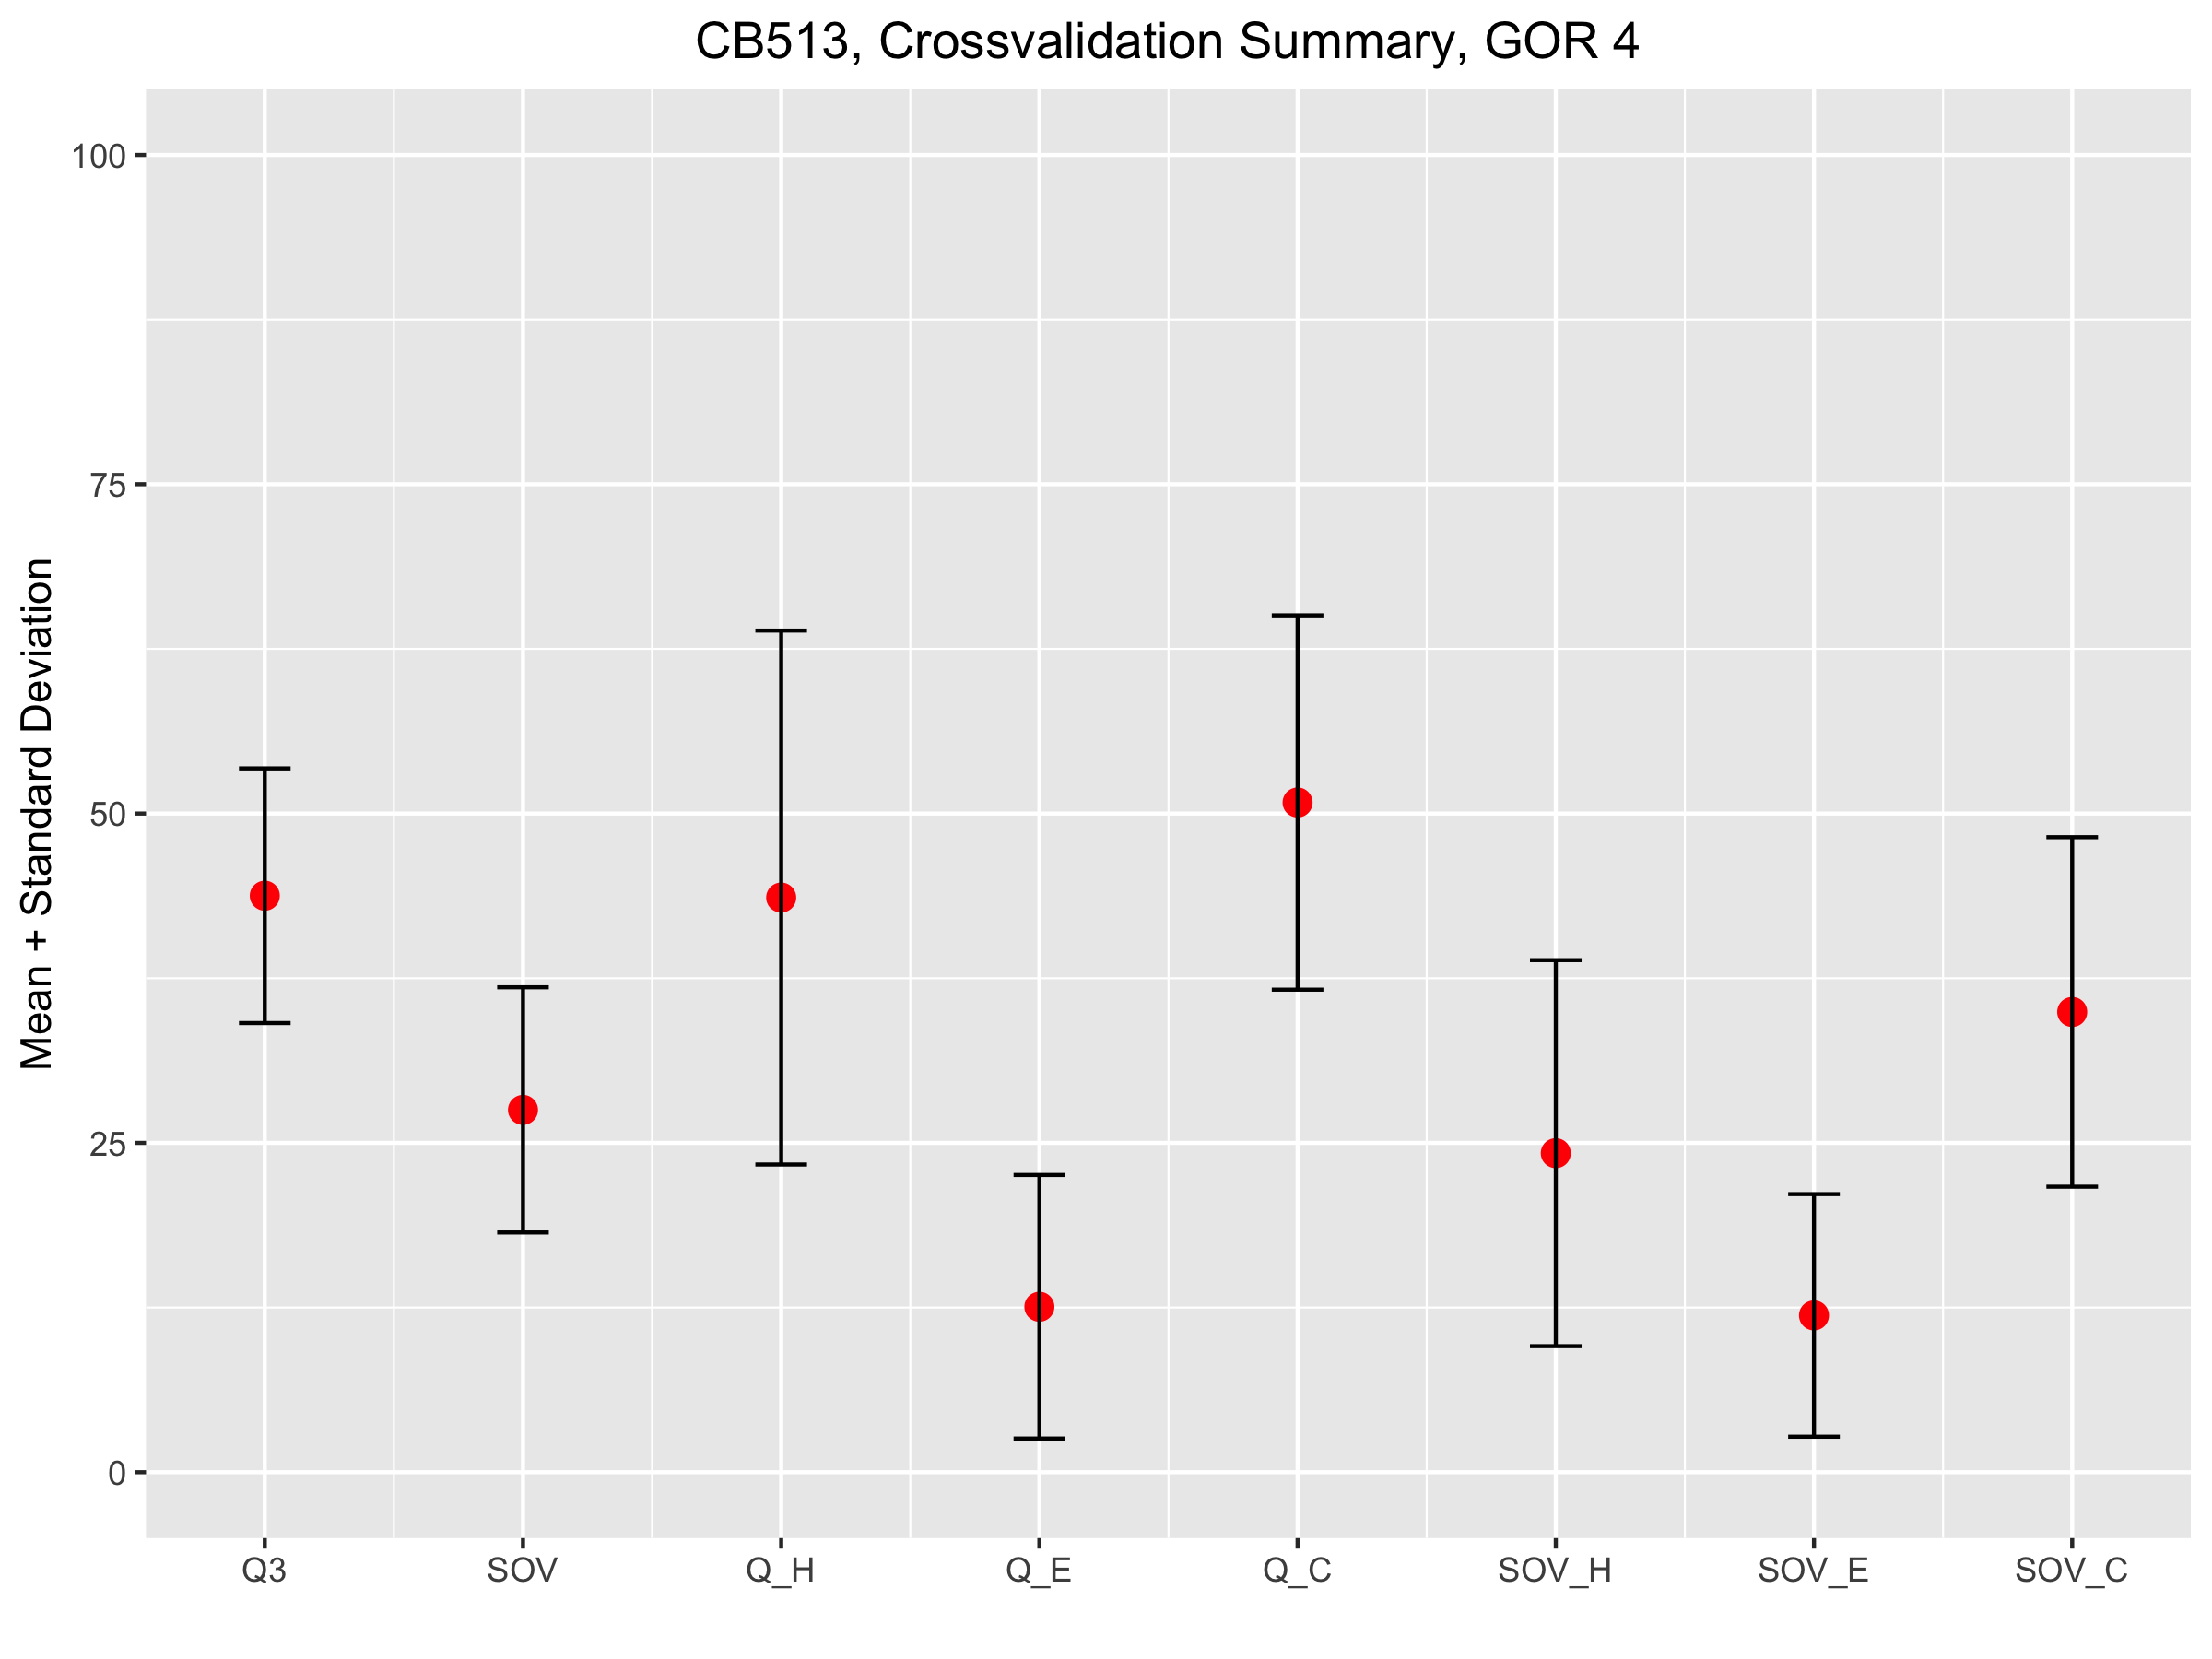 CB513, Crossvalidation Summary, GOR 4
Mean + Standard Deviation
100
75
50
25
0
Q3 SOV Q_H Q_E Q_C SOV_H SOV_E SOV_C